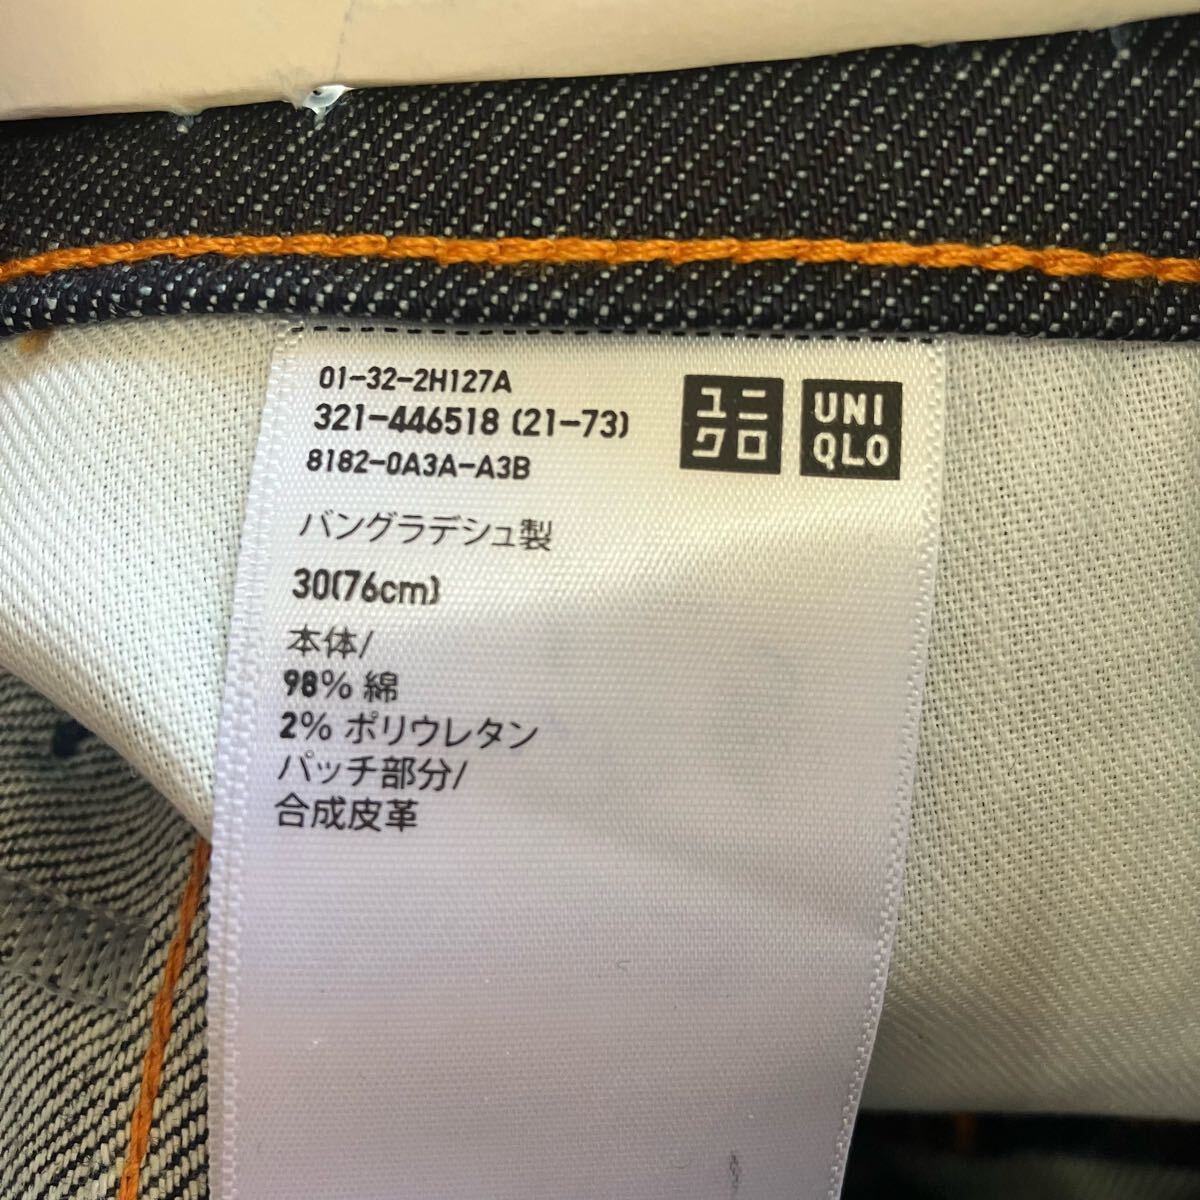 01-32-2H127A
321-446518 (21-73)
8182-0A3A-A3B
ユニ
クロ
UNI
QLO
バングラデシュ製
30(76cm)
本体/
98% 綿
2% ポリウレタン
パッチ部分/
合成皮革